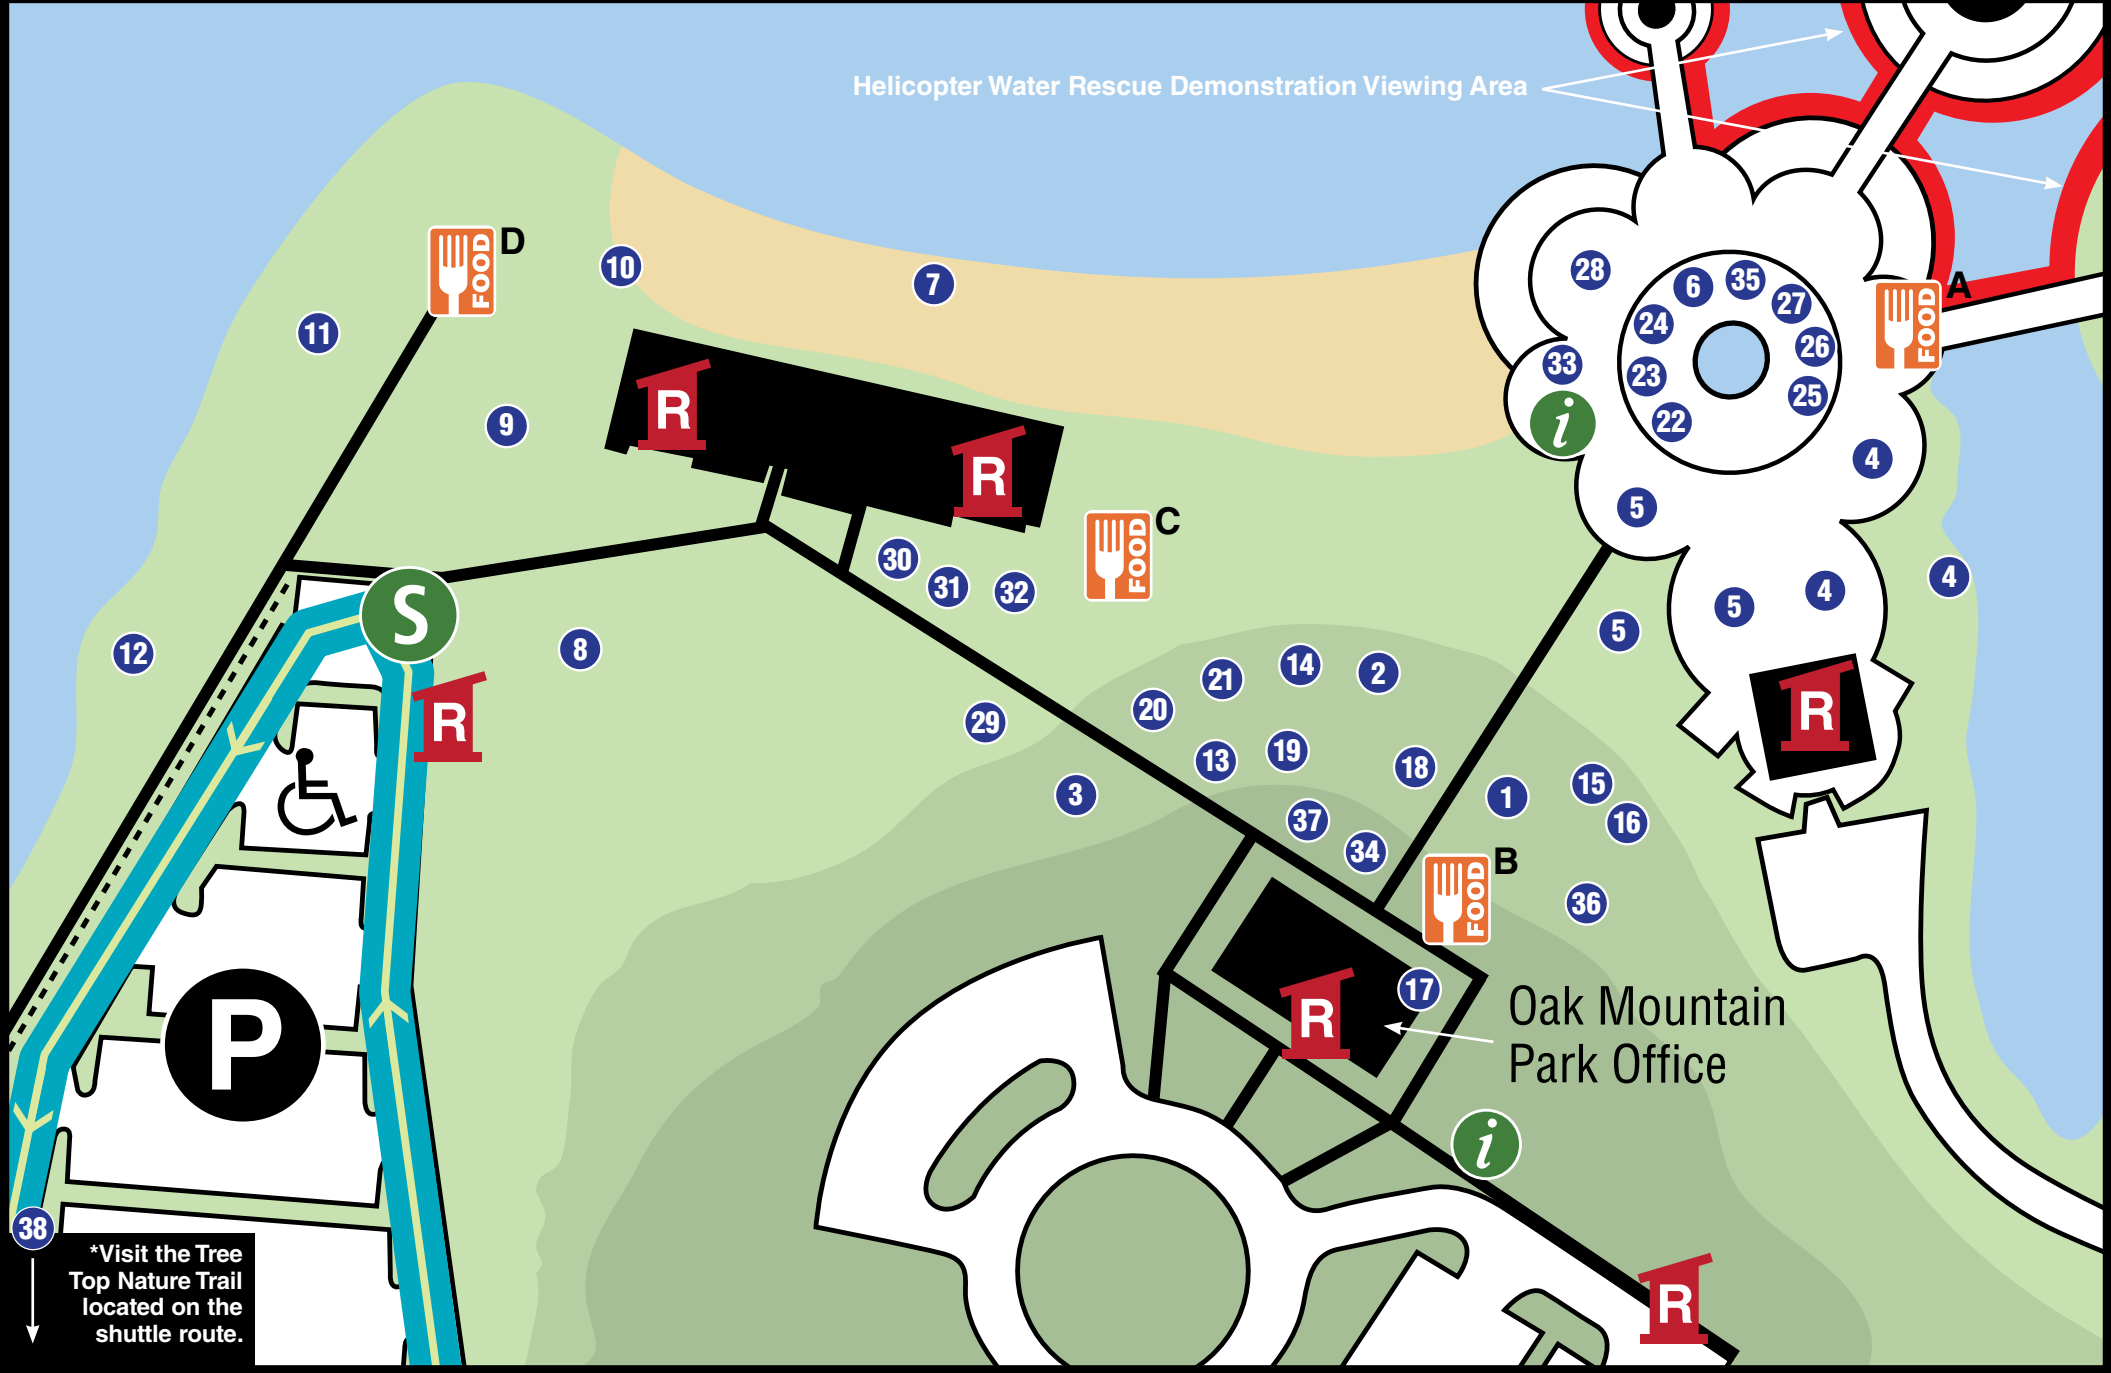 Helicopter Water Rescue Demonstration Viewing Area
FOOD D
10
7
28
6
35
27
24
26
FOOD A
11
33
23
25
22
i
9
R
R
4
5
FOOD C
30
31
32
S
12
8
5
5
4
4
R
29
21
14
2
20
R
13
19
18
3
1
15
16
37
34
FOOD B
36
17
R
Oak Mountain
Park Office
P
i
38
*Visit the Tree
Top Nature Trail
located on the
shuttle route.
R